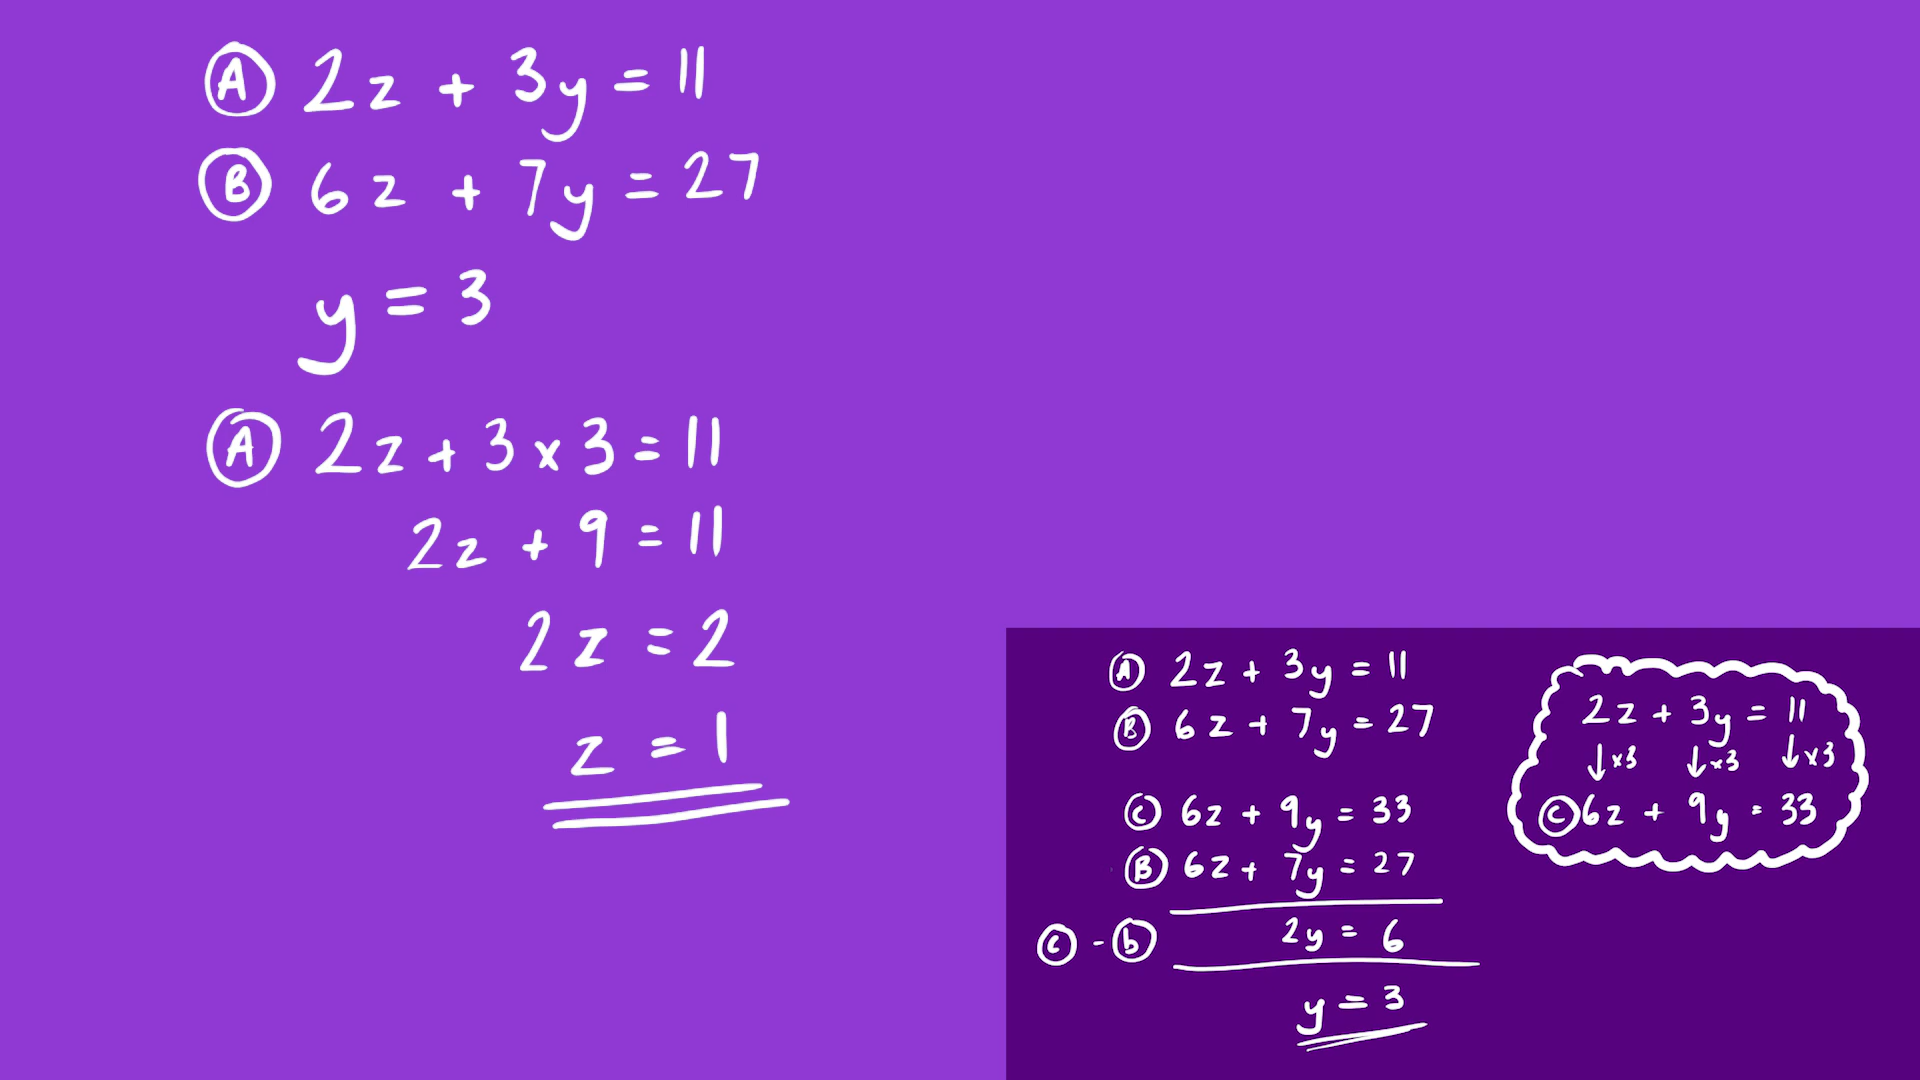 Ⓐ 2z + 3y = 11
Ⓑ 6z + 7y = 27
y = 3
Ⓐ 2z + 3 x 3 = 11
2z + 9 = 11
2z = 2
z = 1
Ⓐ 2z + 3y = 11
Ⓑ 6z + 7y = 27
Ⓒ 6z + 9y = 33
Ⓑ 6z + 7y = 27
Ⓒ - ⓑ 2y = 6
y = 3
2z + 3y = 11
↓x3 ↓x3 ↓x3
Ⓒ 6z + 9y = 33